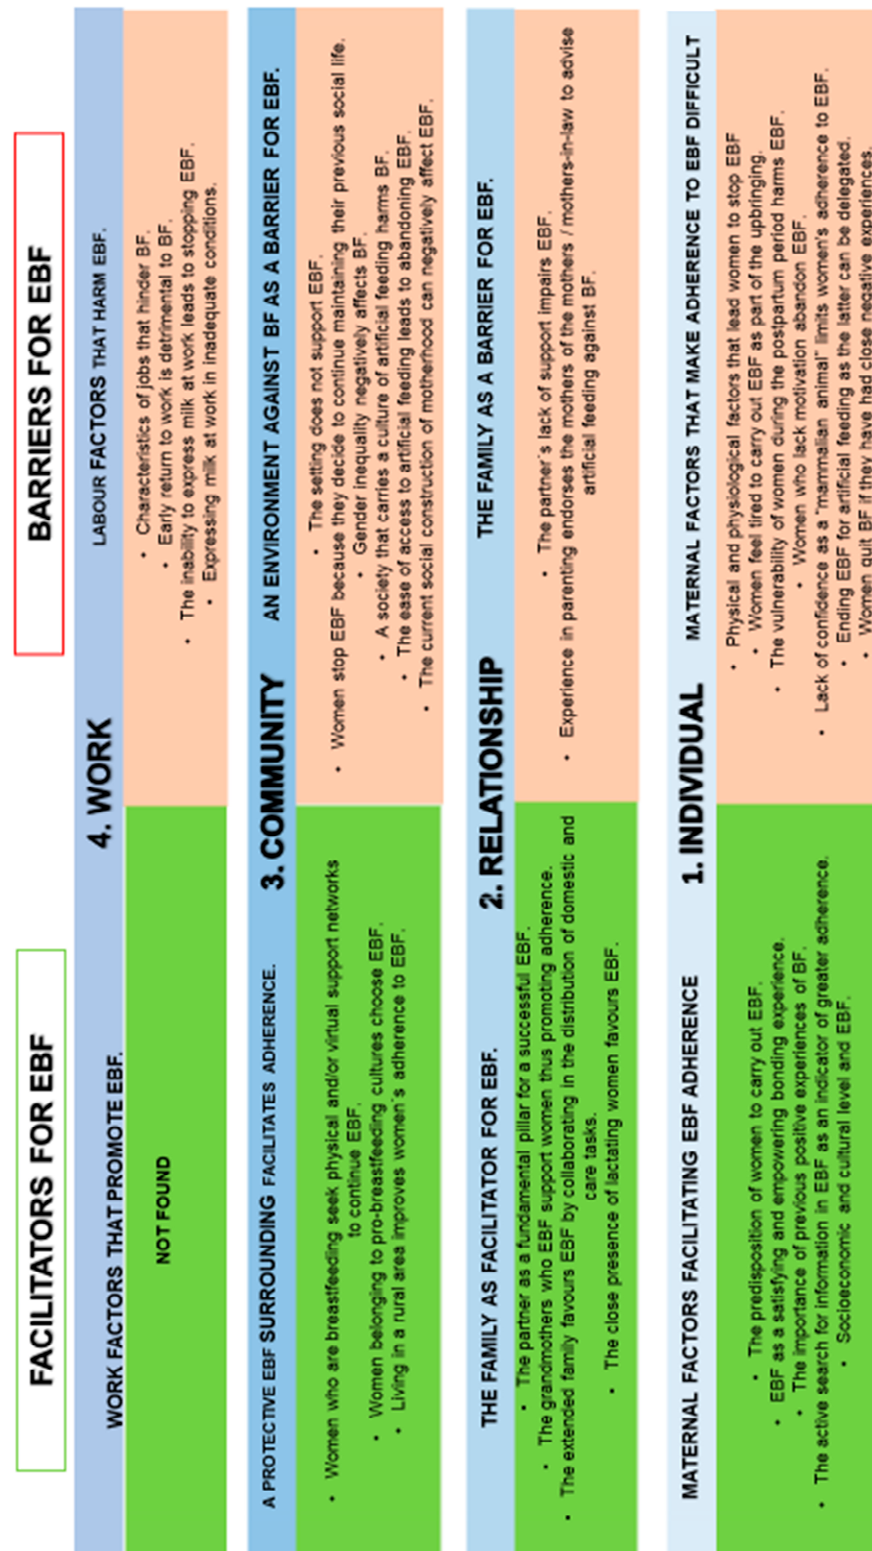 FACILITATORS FOR EBF
BARRIERS FOR EBF
4. WORK
WORK FACTORS THAT PROMOTE EBF.
LABOUR FACTORS THAT HARM EBF.
NOT FOUND
• Characteristics of jobs that hinder BF.
• Early return to work is detrimental to BF.
• The inability to express milk at work leads to stopping EBF.
• Expressing milk at work in inadequate conditions.
3. COMMUNITY
A PROTECTIVE EBF SURROUNDING FACILITATES ADHERENCE.
AN ENVIRONMENT AGAINST BF AS A BARRIER FOR EBF.
• Women who are breastfeeding seek physical and/or virtual support networks
to continue EBF.
• Women belonging to pro-breastfeeding cultures choose EBF.
• Living in a rural area improves women´s adherence to EBF.
• The setting does not support EBF.
• Women stop EBF because they decide to continue maintaining their previous social life.
• Gender inequality negatively affects BF.
• A society that carries a culture of artificial feeding harms BF.
• The ease of access to artificial feeding leads to abandoning EBF.
• The current social construction of motherhood can negatively affect EBF.
2. RELATIONSHIP
THE FAMILY AS FACILITATOR FOR EBF.
THE FAMILY AS A BARRIER FOR EBF.
• The partner as a fundamental pillar for a successful EBF.
• The grandmothers who EBF support women thus promoting adherence.
• The extended family favours EBF by collaborating in the distribution of domestic and
care tasks.
• The close presence of lactating women favours EBF.
• The partner´s lack of support impairs EBF.
• Experience in parenting endorses the mothers of the mothers / mothers-in-law to advise
artificial feeding against BF.
1. INDIVIDUAL
MATERNAL FACTORS FACILITATING EBF ADHERENCE
MATERNAL FACTORS THAT MAKE ADHERENCE TO EBF DIFFICULT
• The predisposition of women to carry out EBF.
• EBF as a satisfying and empowering bonding experience.
• The importance of previous positive experiences of BF.
• The active search for information in EBF as an indicator of greater adherence.
• Socioeconomic and cultural level and EBF.
• Physical and physiological factors that lead women to stop EBF
• Women feel tired to carry out EBF as part of the upbringing.
• The vulnerability of women during the postpartum period harms EBF.
• Women who lack motivation abandon EBF.
• Lack of confidence as a "mammalian animal" limits women's adherence to EBF.
• Ending EBF for artificial feeding as the latter can be delegated.
• Women quit BF if they have had close negative experiences.